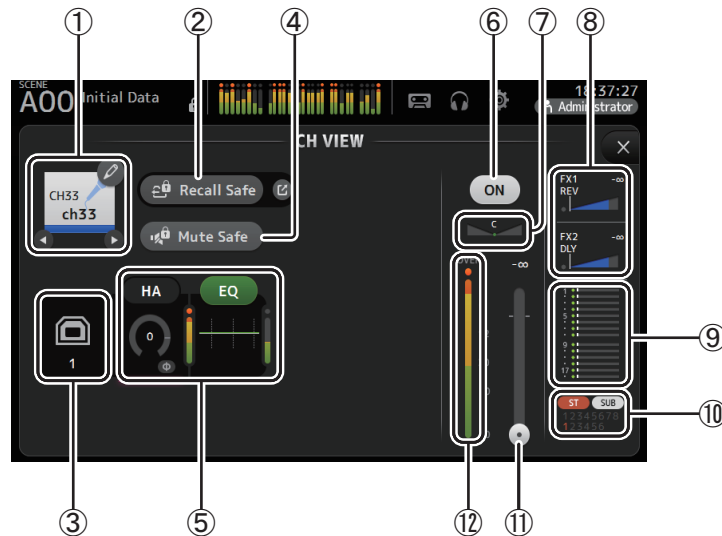 ① ② ④ ⑥ ⑦ ⑧
SCENE
A00 Initial Data
18:37:27
Administrator
CH VIEW
CH33
ch33
Recall Safe
Mute Safe
ON
C
FX1 -∞
REV
FX2 -∞
DLY
HA EQ
0
Φ
1
OVER
-∞
1
5
9
17
ST SUB
12345678
123456
⑨
⑩
③ ⑤ ⑫ ⑪